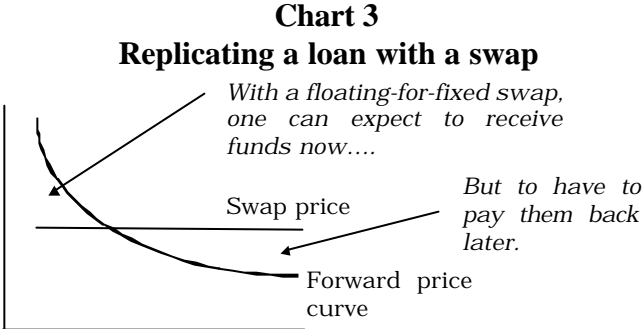 Chart 3
Replicating a loan with a swap
With a floating-for-fixed swap,
one can expect to receive
funds now....
But to have to
pay them back
later.
Swap price
Forward price
curve